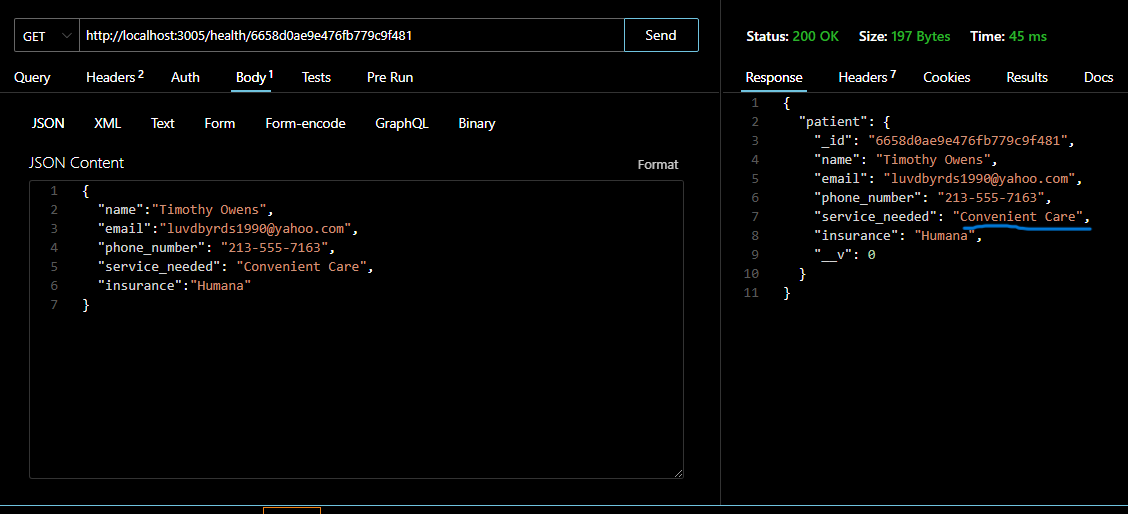 GET http://localhost:3005/health/6658d0ae9e476fb779c9f481 Send
Query Headers 2 Auth Body 1 Tests Pre Run
JSON XML Text Form Form-encode GraphQL Binary
JSON Content Format
1 {
2 "name":"Timothy Owens",
3 "email":"luvdbyrds1990@yahoo.com",
4 "phone_number": "213-555-7163",
5 "service_needed": "Convenient Care",
6 "insurance":"Humana"
7 }
Status: 200 OK Size: 197 Bytes Time: 45 ms
Response Headers 7 Cookies Results Docs
1 {
2 "patient": {
3 "_id": "6658d0ae9e476fb779c9f481",
4 "name": "Timothy Owens",
5 "email": "luvdbyrds1990@yahoo.com",
6 "phone_number": "213-555-7163",
7 "service_needed": "Convenient Care",
8 "insurance": "Humana",
9 "__v": 0
10 }
11 }